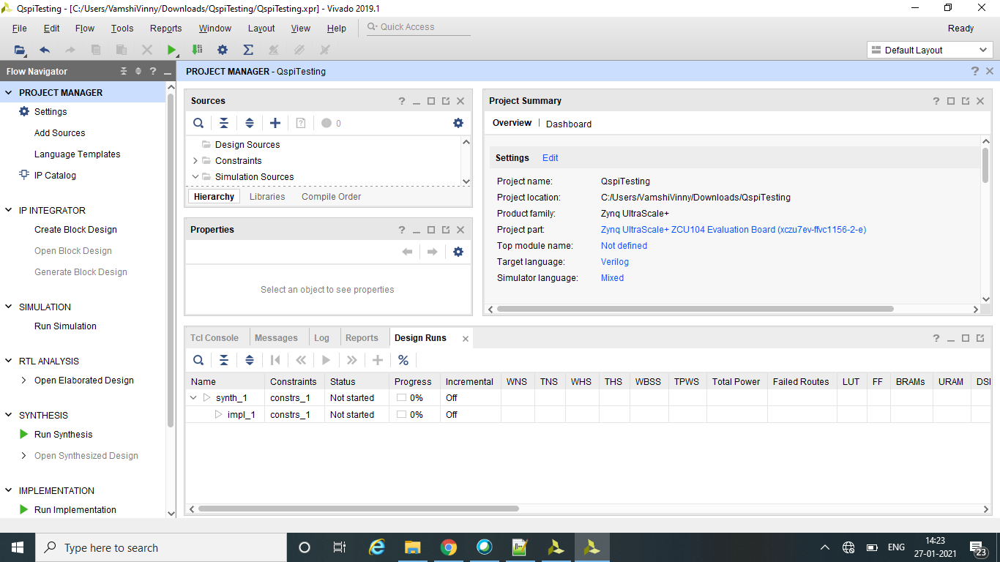 QspiTesting - [C:/Users/VamshiVinny/Downloads/QspiTesting/QspiTesting.xpr] - Vivado 2019.1
File Edit Flow Tools Reports Window Layout View Help Quick Access Ready
Default Layout
Flow Navigator
PROJECT MANAGER
Settings
Add Sources
Language Templates
IP Catalog
IP INTEGRATOR
Create Block Design
Open Block Design
Generate Block Design
SIMULATION
Run Simulation
RTL ANALYSIS
Open Elaborated Design
SYNTHESIS
Run Synthesis
Open Synthesized Design
IMPLEMENTATION
Run Implementation
PROJECT MANAGER - QspiTesting
Sources
0
Design Sources
Constraints
Simulation Sources
Hierarchy Libraries Compile Order
Properties
Select an object to see properties
Project Summary
Overview | Dashboard
Settings Edit
Project name: QspiTesting
Project location: C:/Users/VamshiVinny/Downloads/QspiTesting
Product family: Zynq UltraScale+
Project part: Zynq UltraScale+ ZCU104 Evaluation Board (xczu7ev-ffvc1156-2-e)
Top module name: Not defined
Target language: Verilog
Simulator language: Mixed
Tcl Console Messages Log Reports Design Runs
Name Constraints Status Progress Incremental WNS TNS WHS THS WBSS TPWS Total Power Failed Routes LUT FF BRAMs URAM DSI
synth_1 constrs_1 Not started 0% Off
impl_1 constrs_1 Not started 0% Off
Type here to search
ENG
14:23
27-01-2021
23